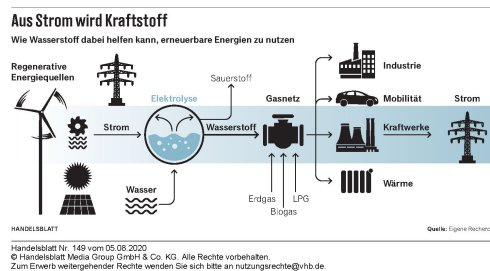 Aus Strom wird Kraftstoff
Wie Wasserstoff dabei helfen kann, erneuerbare Energien zu nutzen
Regenerative
Energiequellen
Sauerstoff
Elektrolyse
Gasnetz
Industrie
Mobilität
Strom
Strom
Wasserstoff
Kraftwerke
Wasser
Erdgas
LPG
Biogas
Wärme
HANDELSBLATT
Quelle: Eigene Recherc
Handelsblatt Nr. 149 vom 05.08.2020
© Handelsblatt Media Group GmbH & Co. KG. Alle Rechte vorbehalten.
Zum Erwerb weitergehender Rechte wenden Sie sich bitte an nutzungsrechte@vhb.de.